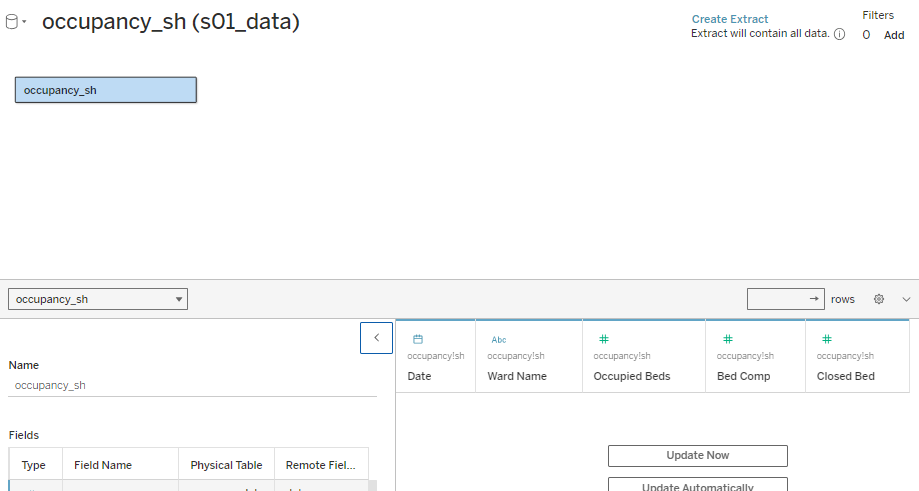 occupancy_sh (s01_data)
Create Extract
Extract will contain all data.
Filters
0 Add
occupancy_sh
occupancy_sh
rows
Name
occupancy_sh
Fields
Type Field Name Physical Table Remote Fiel...
Abc
occupancy!sh occupancy!sh occupancy!sh occupancy!sh occupancy!sh
Date Ward Name Occupied Beds Bed Comp Closed Bed
Update Now
Update Automatically